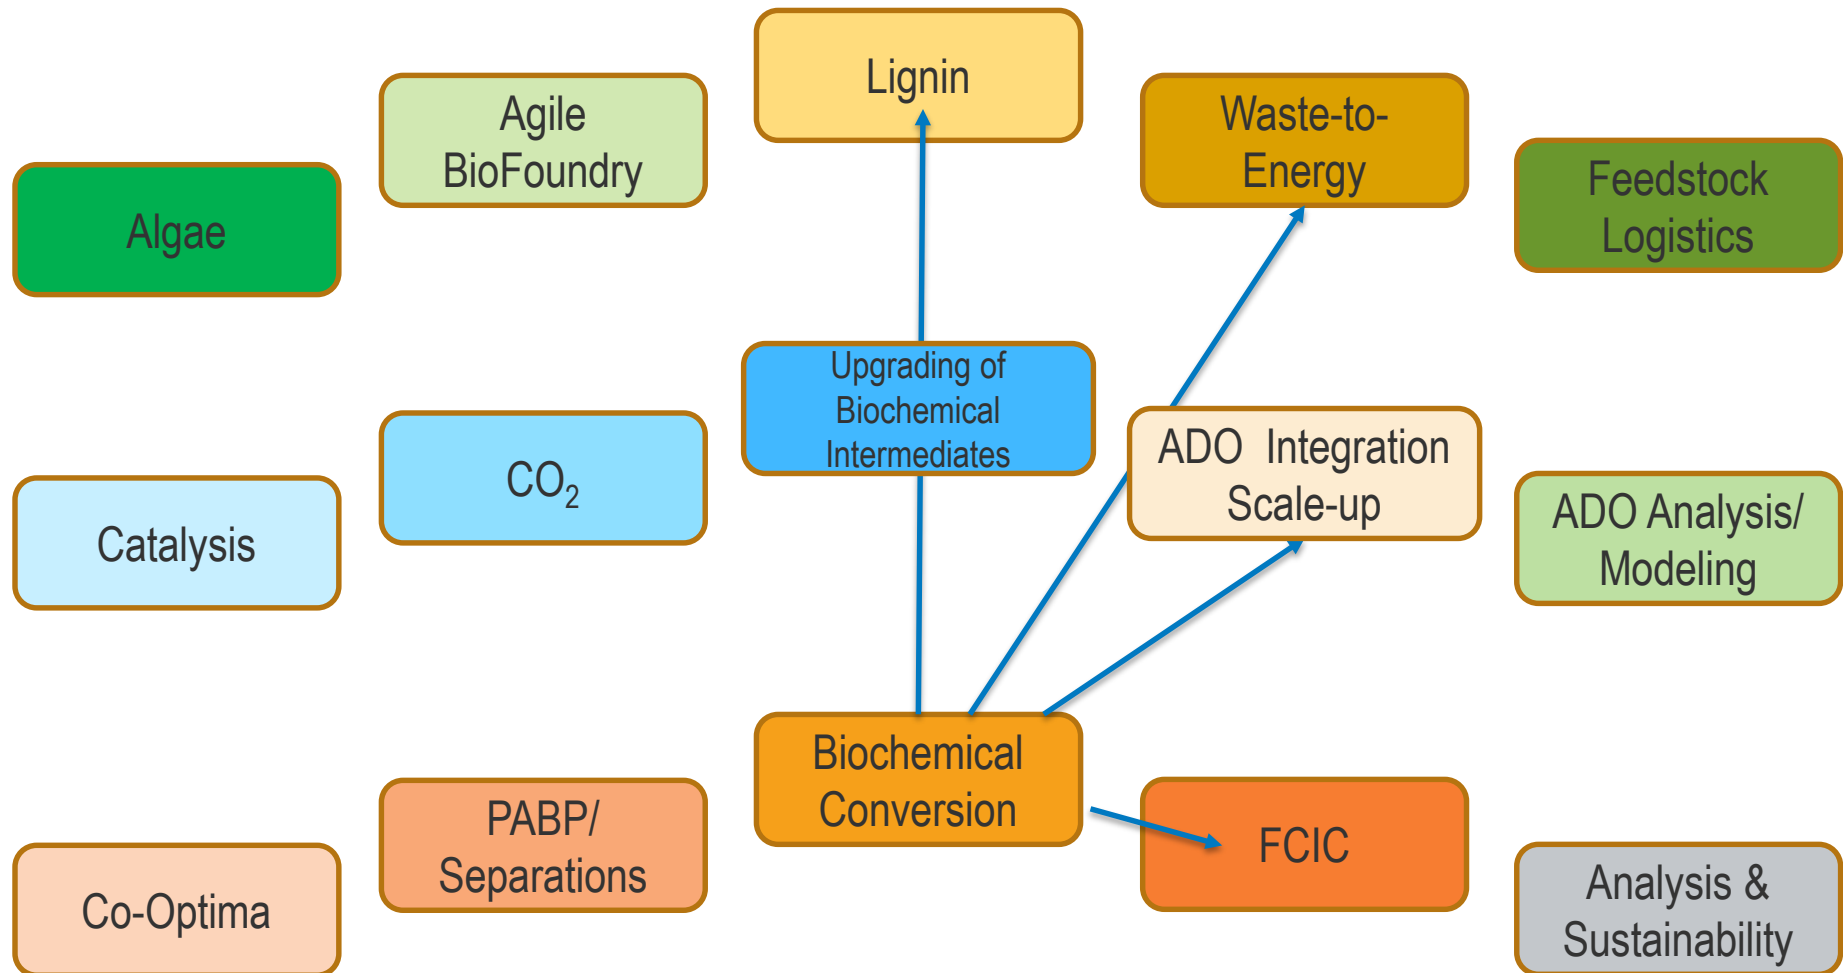 Lignin
Agile
BioFoundry
Waste-to-
Energy
Algae
Feedstock
Logistics
Upgrading of
Biochemical
Intermediates
CO₂
ADO  Integration
Scale-up
Catalysis
ADO Analysis/
Modeling
Biochemical
Conversion
PABP/
Separations
FCIC
Co-Optima
Analysis &
Sustainability